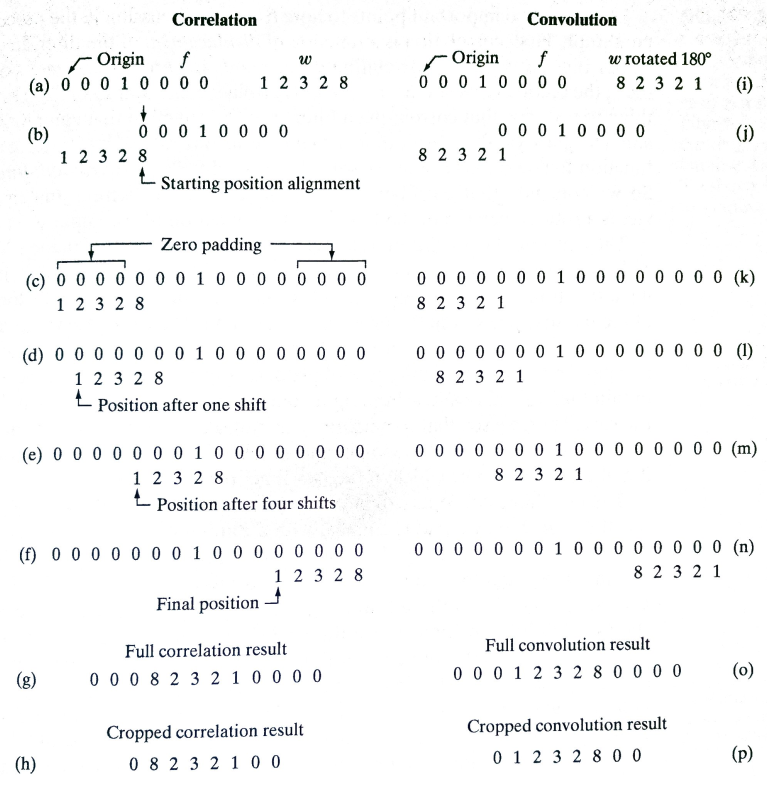 Correlation Convolution
Origin f w Origin f w rotated 180°
(a) 0 0 0 1 0 0 0 0 1 2 3 2 8 0 0 0 1 0 0 0 0 8 2 3 2 1 (i)
(b) 0 0 0 1 0 0 0 0 0 0 0 1 0 0 0 0 (j)
1 2 3 2 8 8 2 3 2 1
Starting position alignment
Zero padding
(c) 0 0 0 0 0 0 0 1 0 0 0 0 0 0 0 0 0 0 0 0 0 0 0 1 0 0 0 0 0 0 0 0 (k)
1 2 3 2 8 8 2 3 2 1
(d) 0 0 0 0 0 0 0 1 0 0 0 0 0 0 0 0 0 0 0 0 0 0 0 1 0 0 0 0 0 0 0 0 (l)
1 2 3 2 8 8 2 3 2 1
Position after one shift
(e) 0 0 0 0 0 0 0 1 0 0 0 0 0 0 0 0 0 0 0 0 0 0 0 1 0 0 0 0 0 0 0 0 (m)
1 2 3 2 8 8 2 3 2 1
Position after four shifts
(f) 0 0 0 0 0 0 0 1 0 0 0 0 0 0 0 0 0 0 0 0 0 0 0 1 0 0 0 0 0 0 0 0 (n)
1 2 3 2 8 8 2 3 2 1
Final position
Full correlation result Full convolution result
(g) 0 0 0 8 2 3 2 1 0 0 0 0 0 0 0 1 2 3 2 8 0 0 0 0 (o)
Cropped correlation result Cropped convolution result
(h) 0 8 2 3 2 1 0 0 0 1 2 3 2 8 0 0 (p)